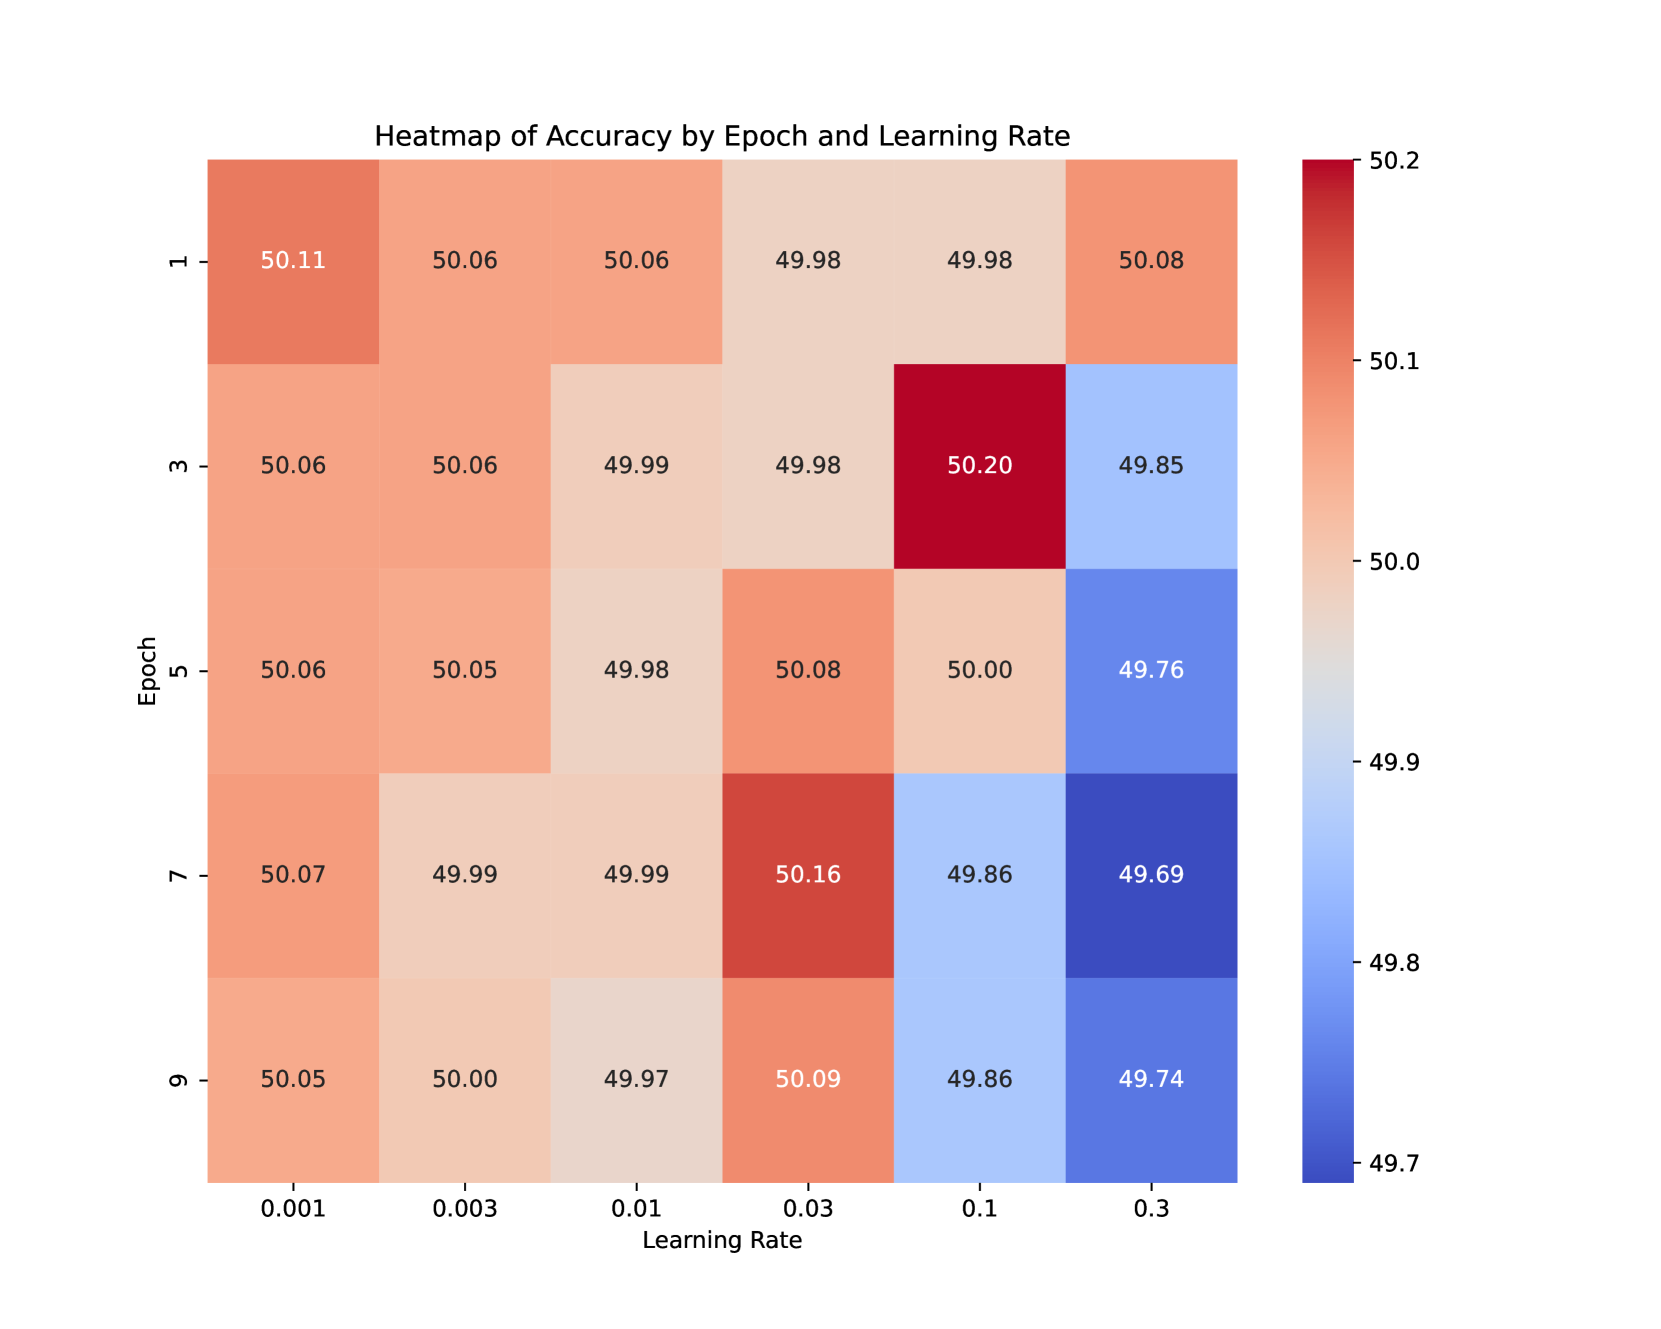 Heatmap of Accuracy by Epoch and Learning Rate
50.2
1 50.11 50.06 50.06 49.98 49.98 50.08
50.1
3 50.06 50.06 49.99 49.98 50.20 49.85
50.0
Epoch
5 50.06 50.05 49.98 50.08 50.00 49.76
49.9
7 50.07 49.99 49.99 50.16 49.86 49.69
49.8
9 50.05 50.00 49.97 50.09 49.86 49.74
49.7
0.001 0.003 0.01 0.03 0.1 0.3
Learning Rate